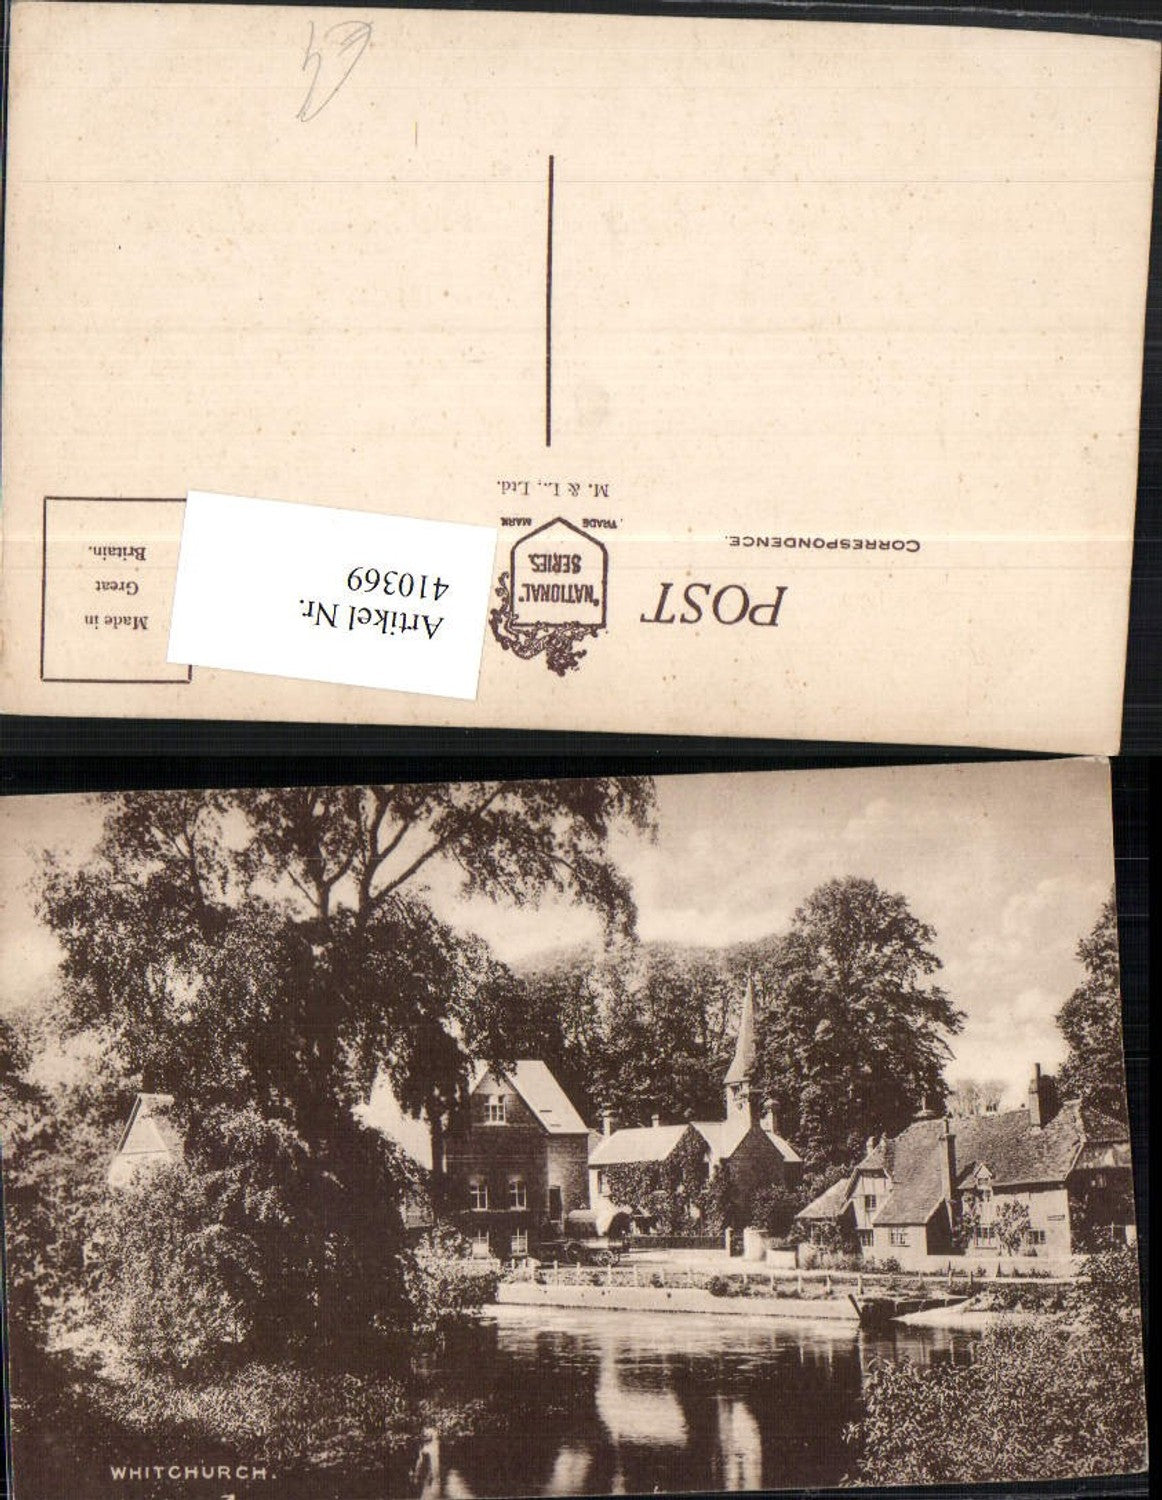 POST
CORRESPONDENCE.
"NATIONAL"
SERIES.
TRADE MARK
M. & L., Ltd.
Artikel Nr.
410369
Made in
Great
Britain.
WHITCHURCH.